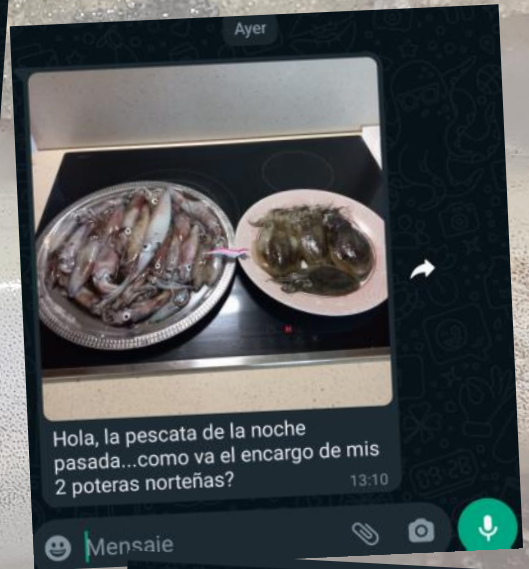 Ayer
Hola, la pescata de la noche
pasada...como va el encargo de mis
2 poteras norteñas?
13:10
Mensaje